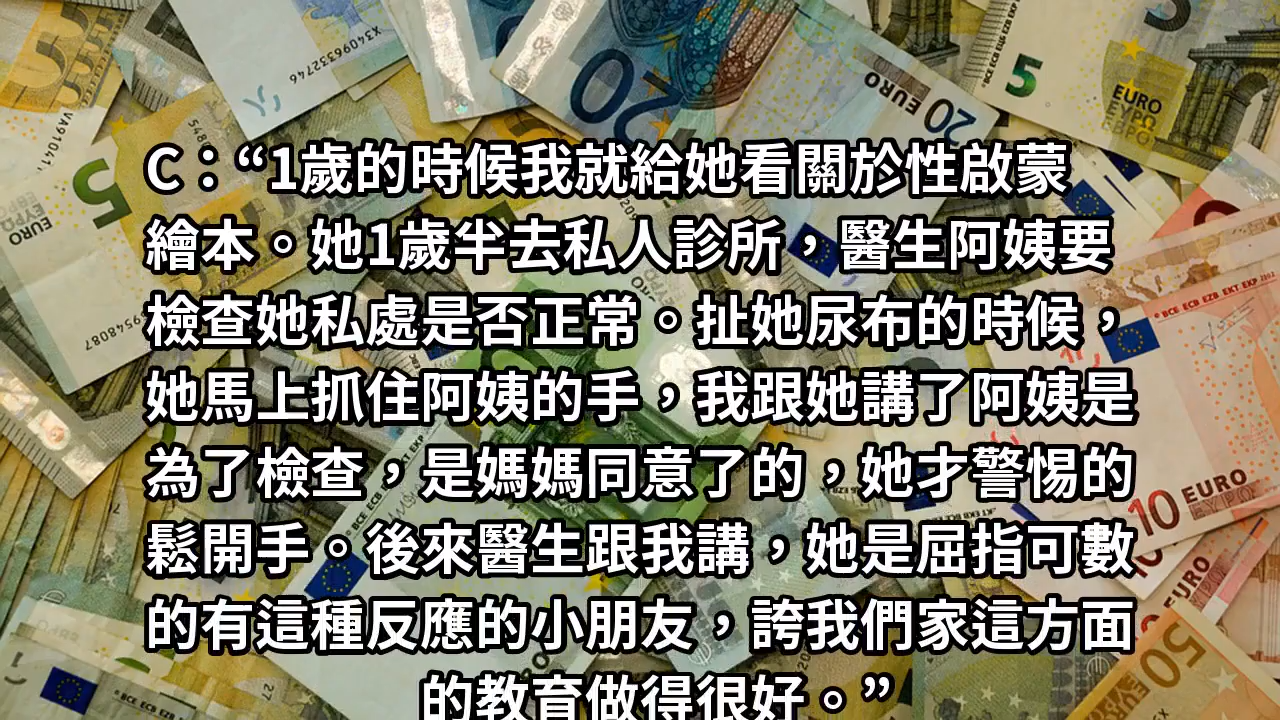 C：“1歲的時候我就給她看關於性啟蒙
繪本。她1歲半去私人診所，醫生阿姨要
檢查她私處是否正常。扯她尿布的時候，
她馬上抓住阿姨的手，我跟她講了阿姨是
為了檢查，是媽媽同意了的，她才警惕的
鬆開手。後來醫生跟我講，她是屈指可數
的有這種反應的小朋友，誇我們家這方面
的教育做得很好。”